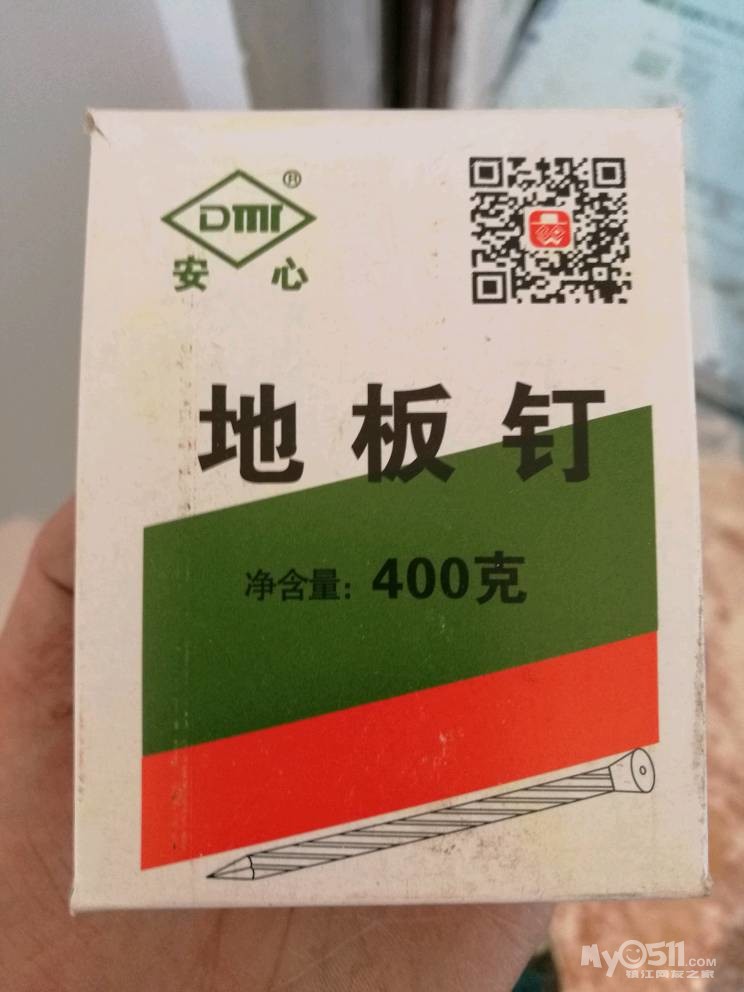 DMI®
安心
地板钉
净含量：400克
MyO511.com
镇江网友之家